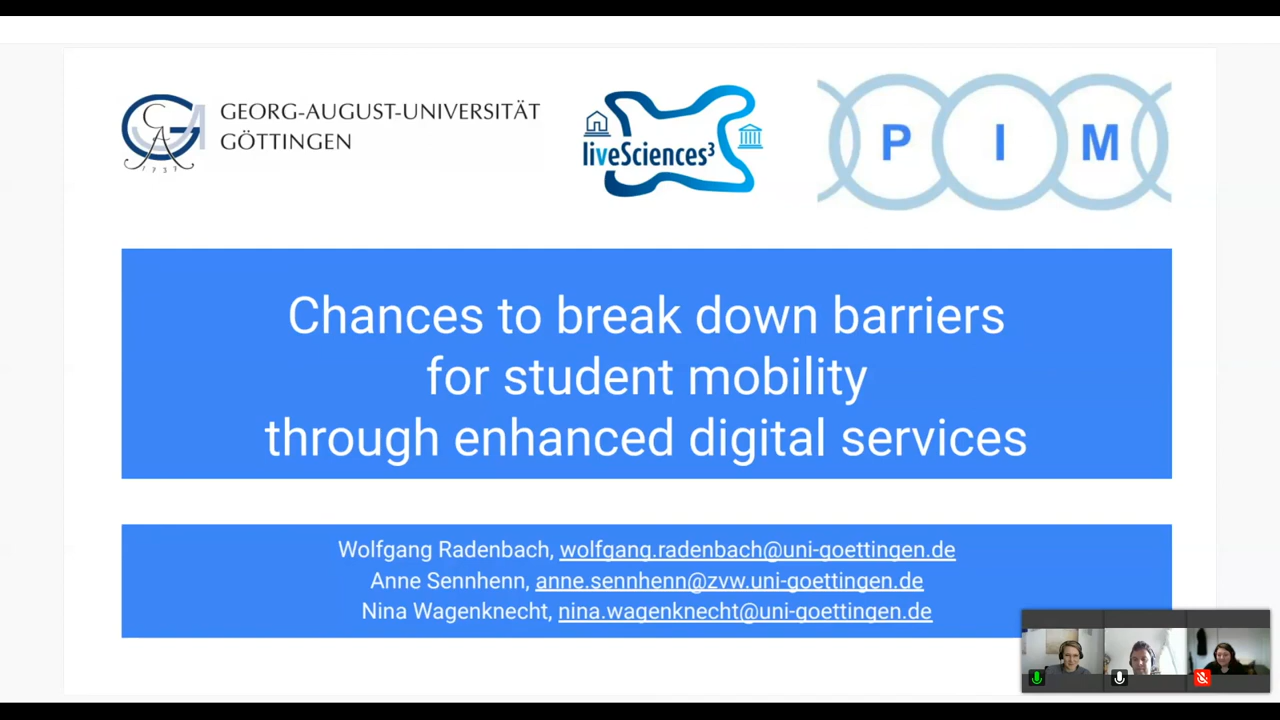 GEORG-AUGUST-UNIVERSITÄT
GÖTTINGEN
1737
liveSciences³
P I M
Chances to break down barriers
for student mobility
through enhanced digital services
Wolfgang Radenbach, wolfgang.radenbach@uni-goettingen.de
Anne Sennhenn, anne.sennhenn@zvw.uni-goettingen.de
Nina Wagenknecht, nina.wagenknecht@uni-goettingen.de